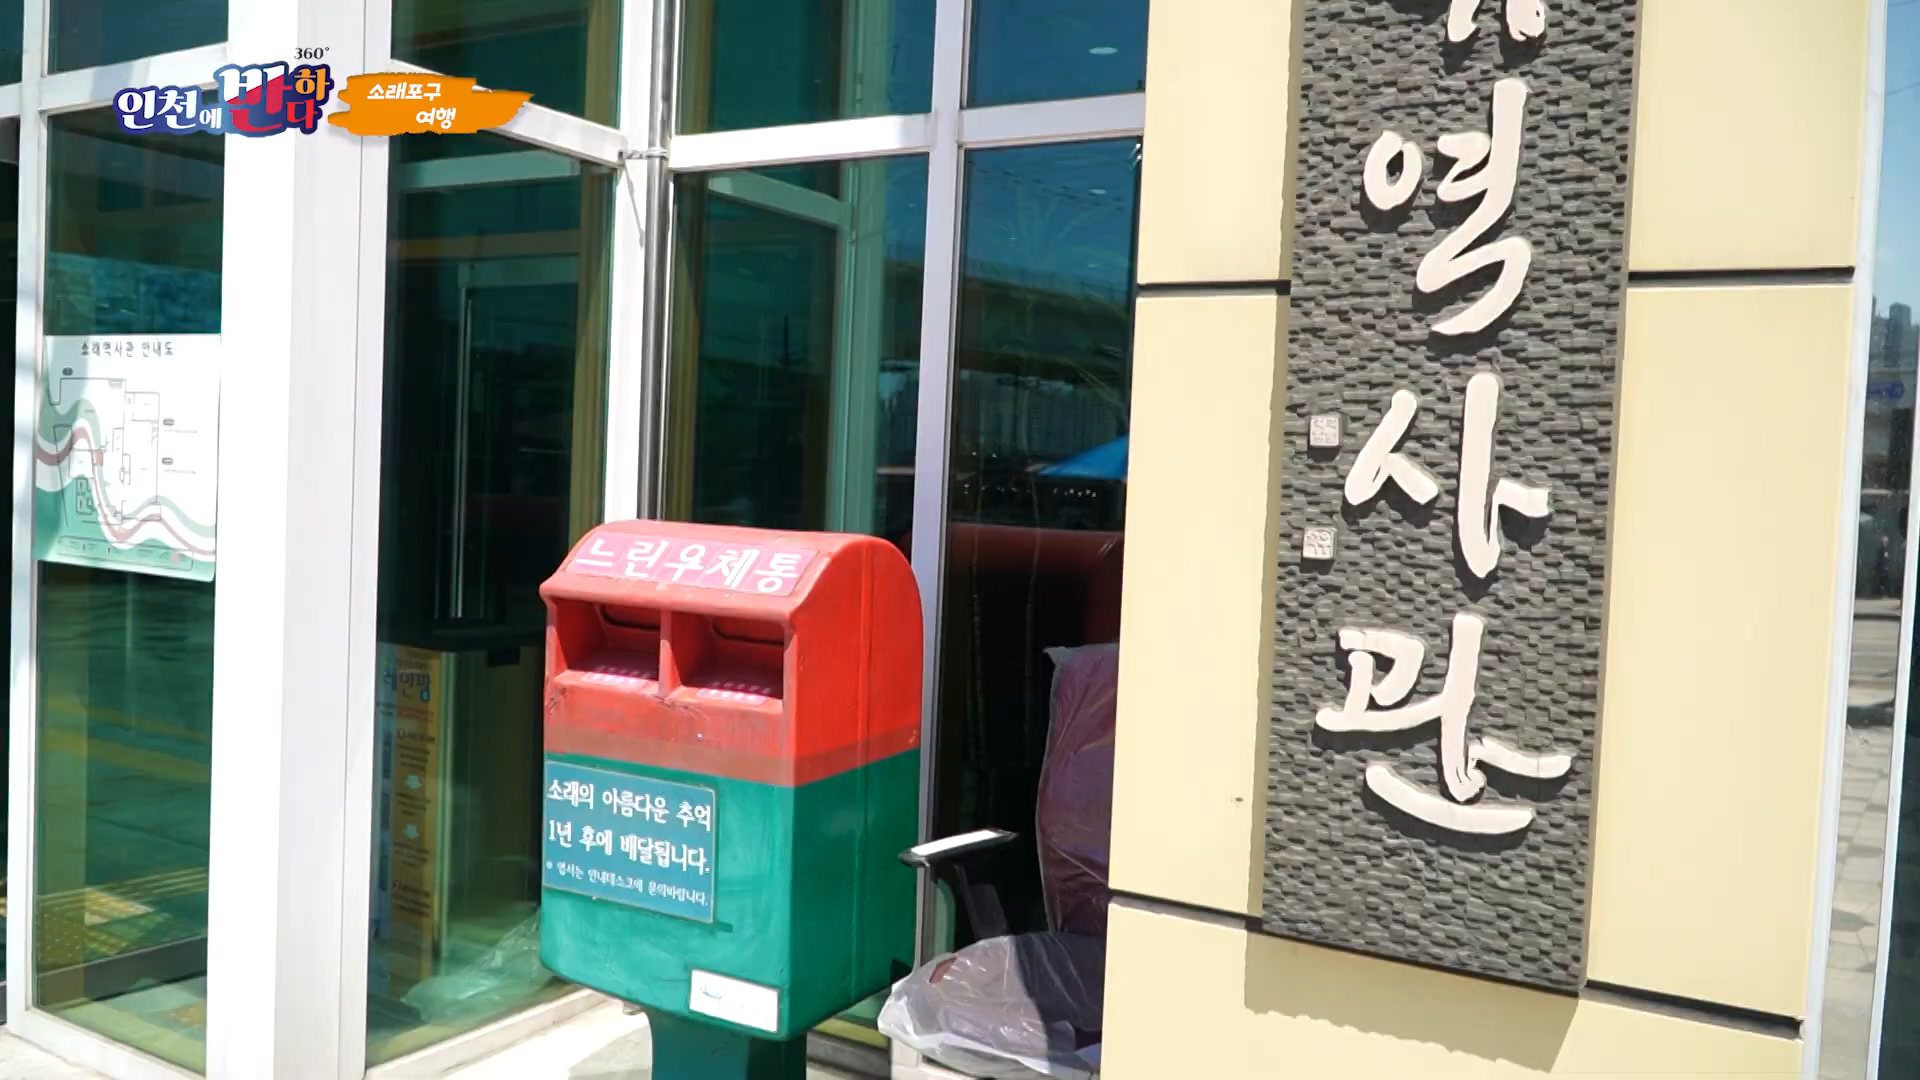 360°
인천에 반하다
소래포구
여행
소래역사관 안내도
역사관
느린우체통
소래의 아름다운 추억
1년 후에 배달됩니다.
엽서는 안내데스크에 문의바랍니다.